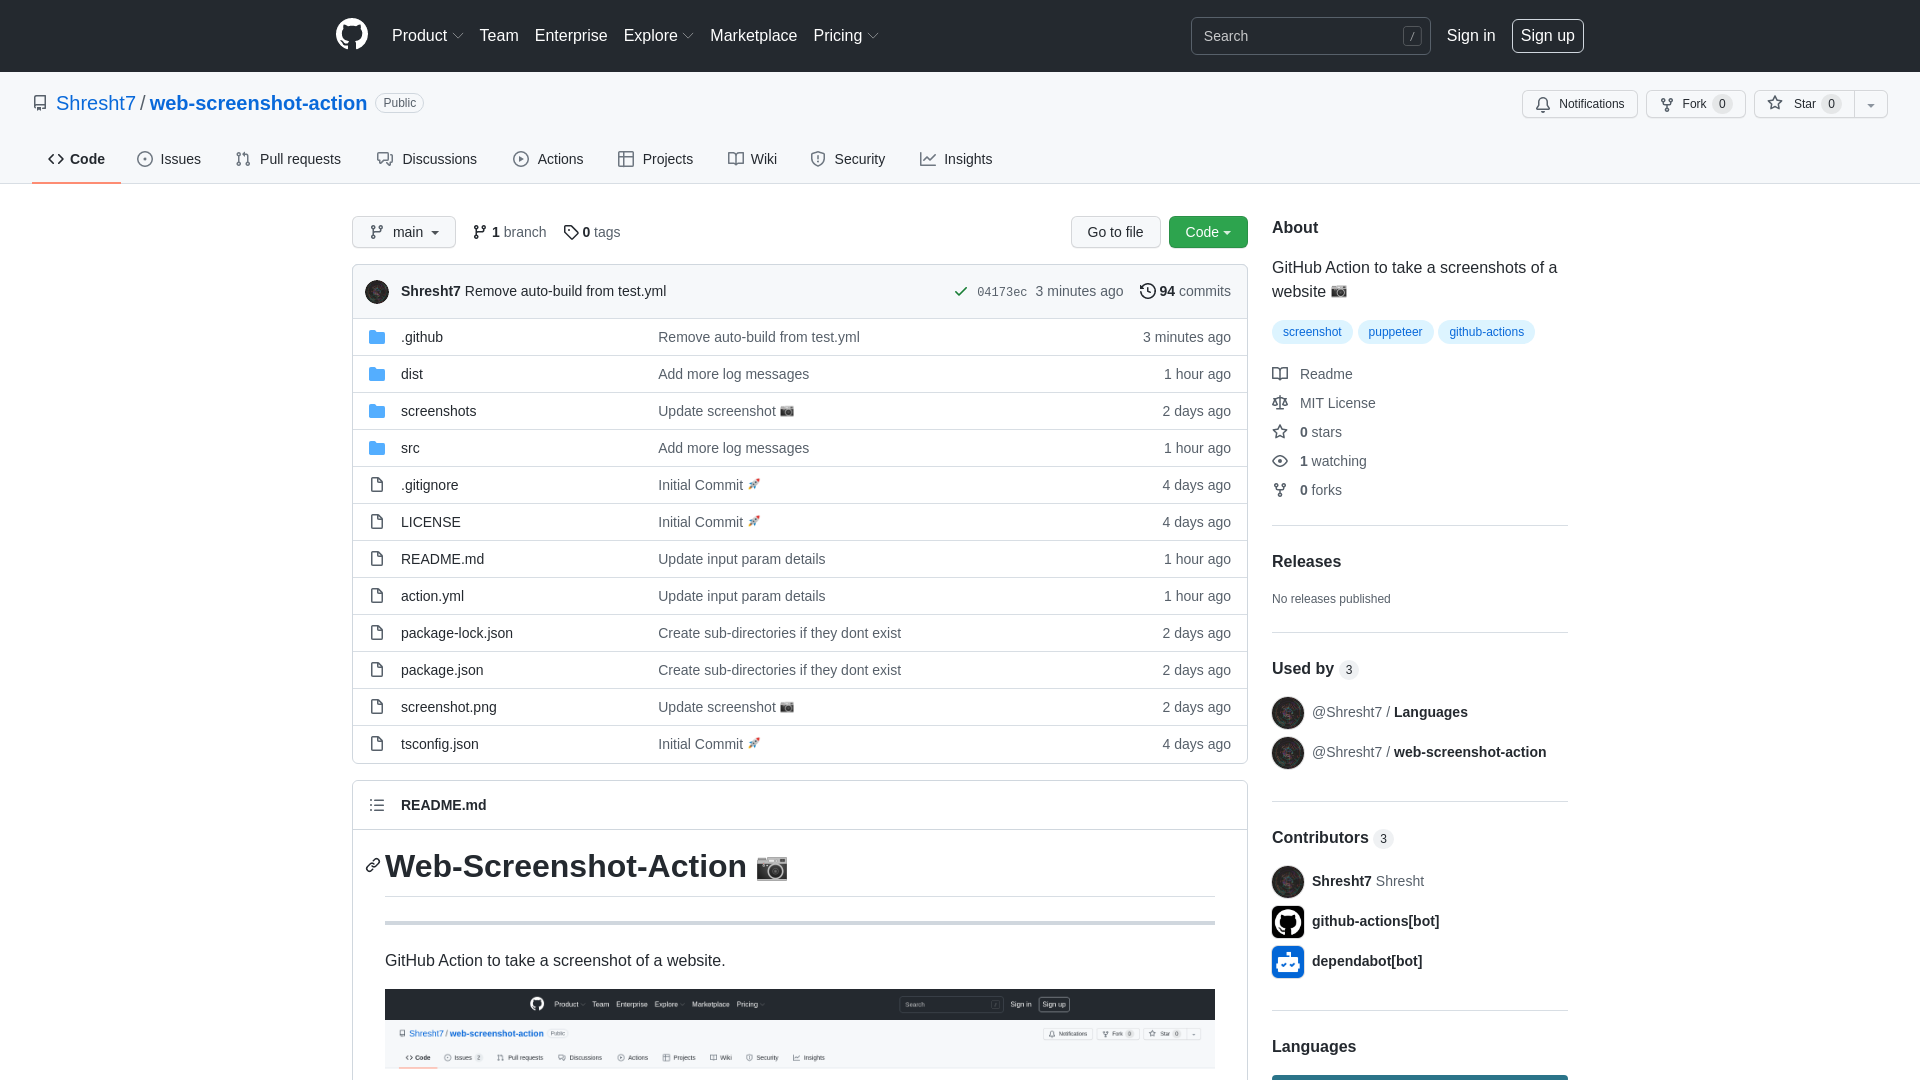 Product Team Enterprise Explore Marketplace Pricing Search / Sign in Sign up
Shresht7 / web-screenshot-action Public Notifications Fork 0 Star 0
Code Issues Pull requests Discussions Actions Projects Wiki Security Insights
main 1 branch 0 tags Go to file Code
Shresht7 Remove auto-build from test.yml 04173ec 3 minutes ago 94 commits
.github Remove auto-build from test.yml 3 minutes ago
dist Add more log messages 1 hour ago
screenshots Update screenshot 📷 2 days ago
src Add more log messages 1 hour ago
.gitignore Initial Commit 🚀 4 days ago
LICENSE Initial Commit 🚀 4 days ago
README.md Update input param details 1 hour ago
action.yml Update input param details 1 hour ago
package-lock.json Create sub-directories if they dont exist 2 days ago
package.json Create sub-directories if they dont exist 2 days ago
screenshot.png Update screenshot 📷 2 days ago
tsconfig.json Initial Commit 🚀 4 days ago
README.md
Web-Screenshot-Action 📷
GitHub Action to take a screenshot of a website.
Product Team Enterprise Explore Marketplace Pricing Search / Sign in Sign up
Shresht7 / web-screenshot-action Public Notifications Fork 0 Star 0
Code Issues 2 Pull requests Discussions Actions Projects Wiki Security Insights
About
GitHub Action to take a screenshots of a
website 📷
screenshot puppeteer github-actions
Readme
MIT License
0 stars
1 watching
0 forks
Releases
No releases published
Used by 3
@Shresht7 / Languages
@Shresht7 / web-screenshot-action
Contributors 3
Shresht7 Shresht
github-actions[bot]
dependabot[bot]
Languages